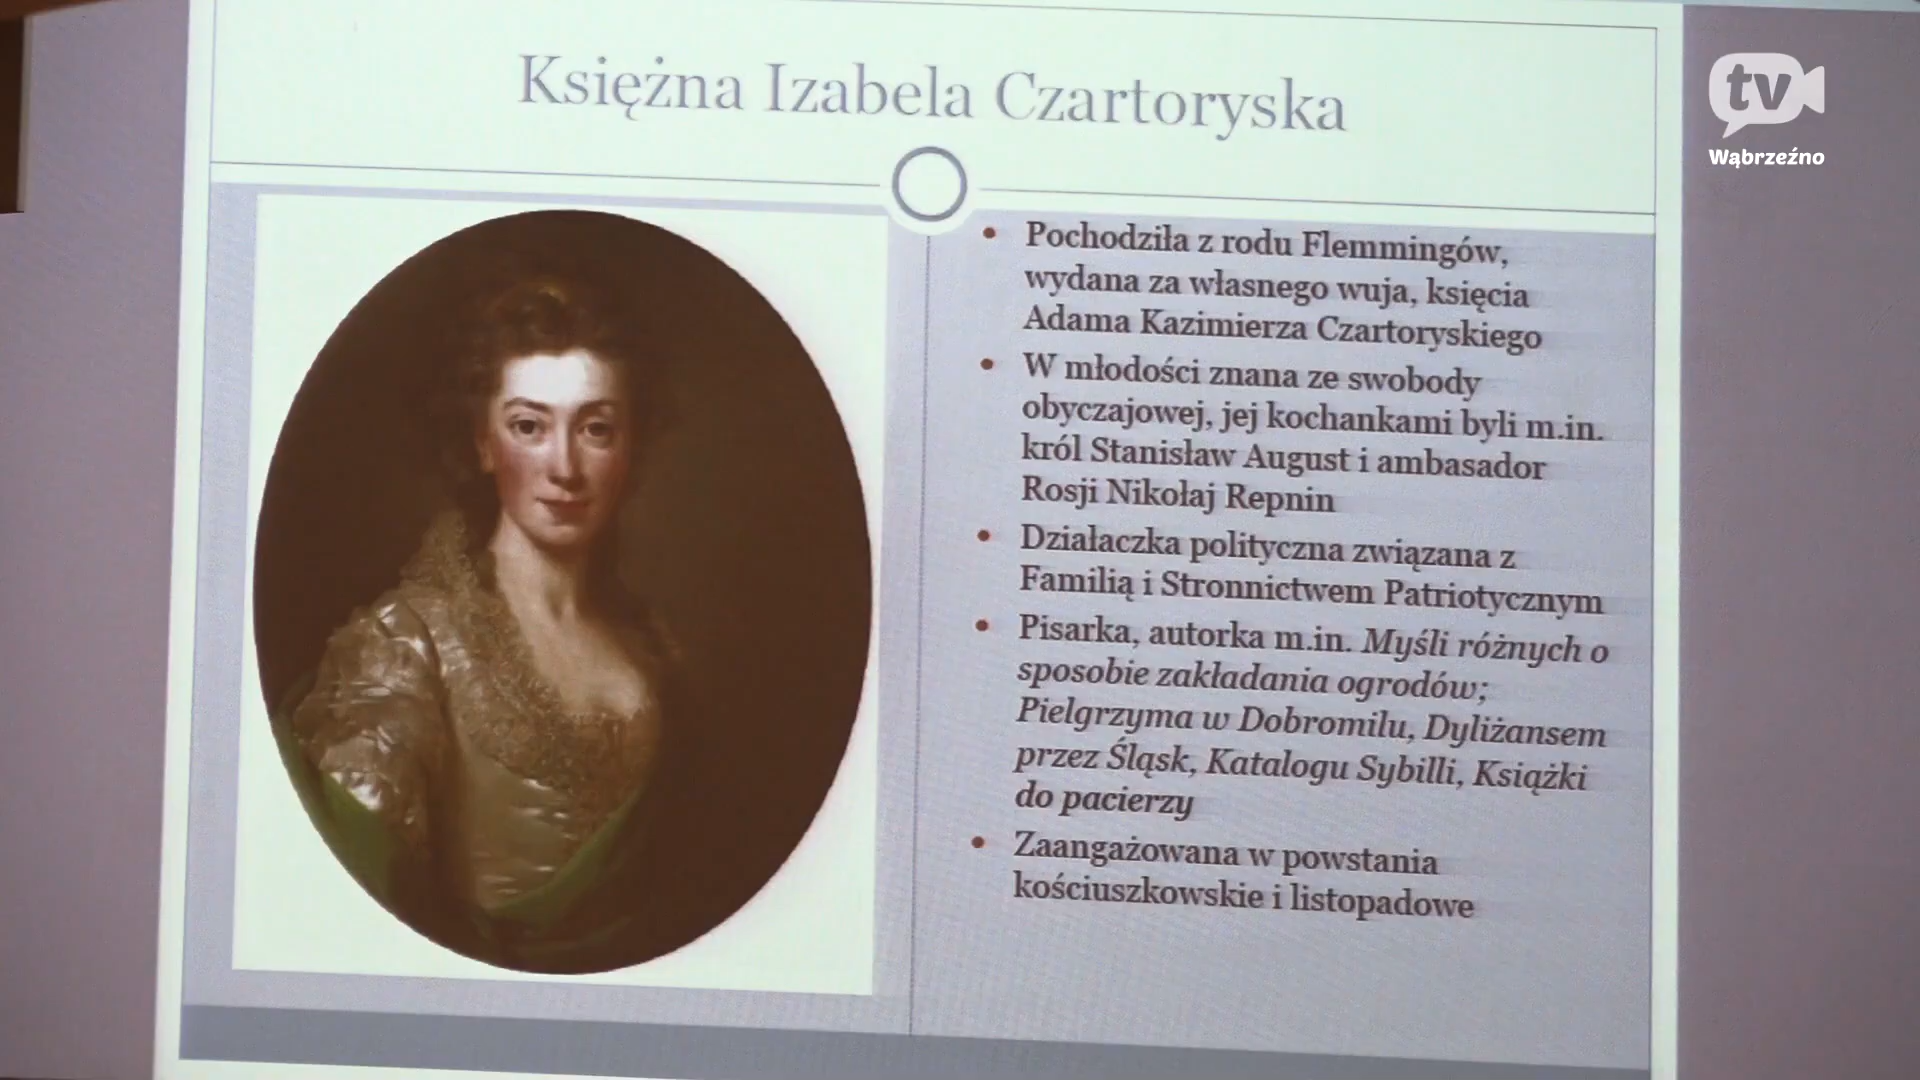 Księżna Izabela Czartoryska
tv
Wąbrzeźno
• Pochodziła z rodu Flemmingów,
wydana za własnego wuja, księcia
Adama Kazimierza Czartoryskiego
• W młodości znana ze swobody
obyczajowej, jej kochankami byli m.in.
król Stanisław August i ambasador
Rosji Nikołaj Repnin
• Działaczka polityczna związana z
Familią i Stronnictwem Patriotycznym
• Pisarka, autorka m.in. Myśli różnych o
sposobie zakładania ogrodów;
Pielgrzyma w Dobromilu, Dyliżansem
przez Śląsk, Katalogu Sybilli, Książki
do pacierzy
• Zaangażowana w powstania
kościuszkowskie i listopadowe